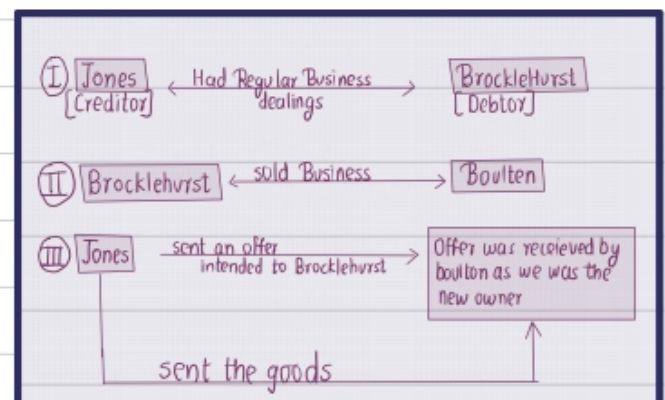 I Jones Had Regular Business BrockleHurst
[Creditor] dealings [Debtor]
II Brocklehurst sold Business Boulten
III Jones sent an offer
intended to Brocklehurst
Offer was receieved by
boulton as we was the
new owner
sent the goods